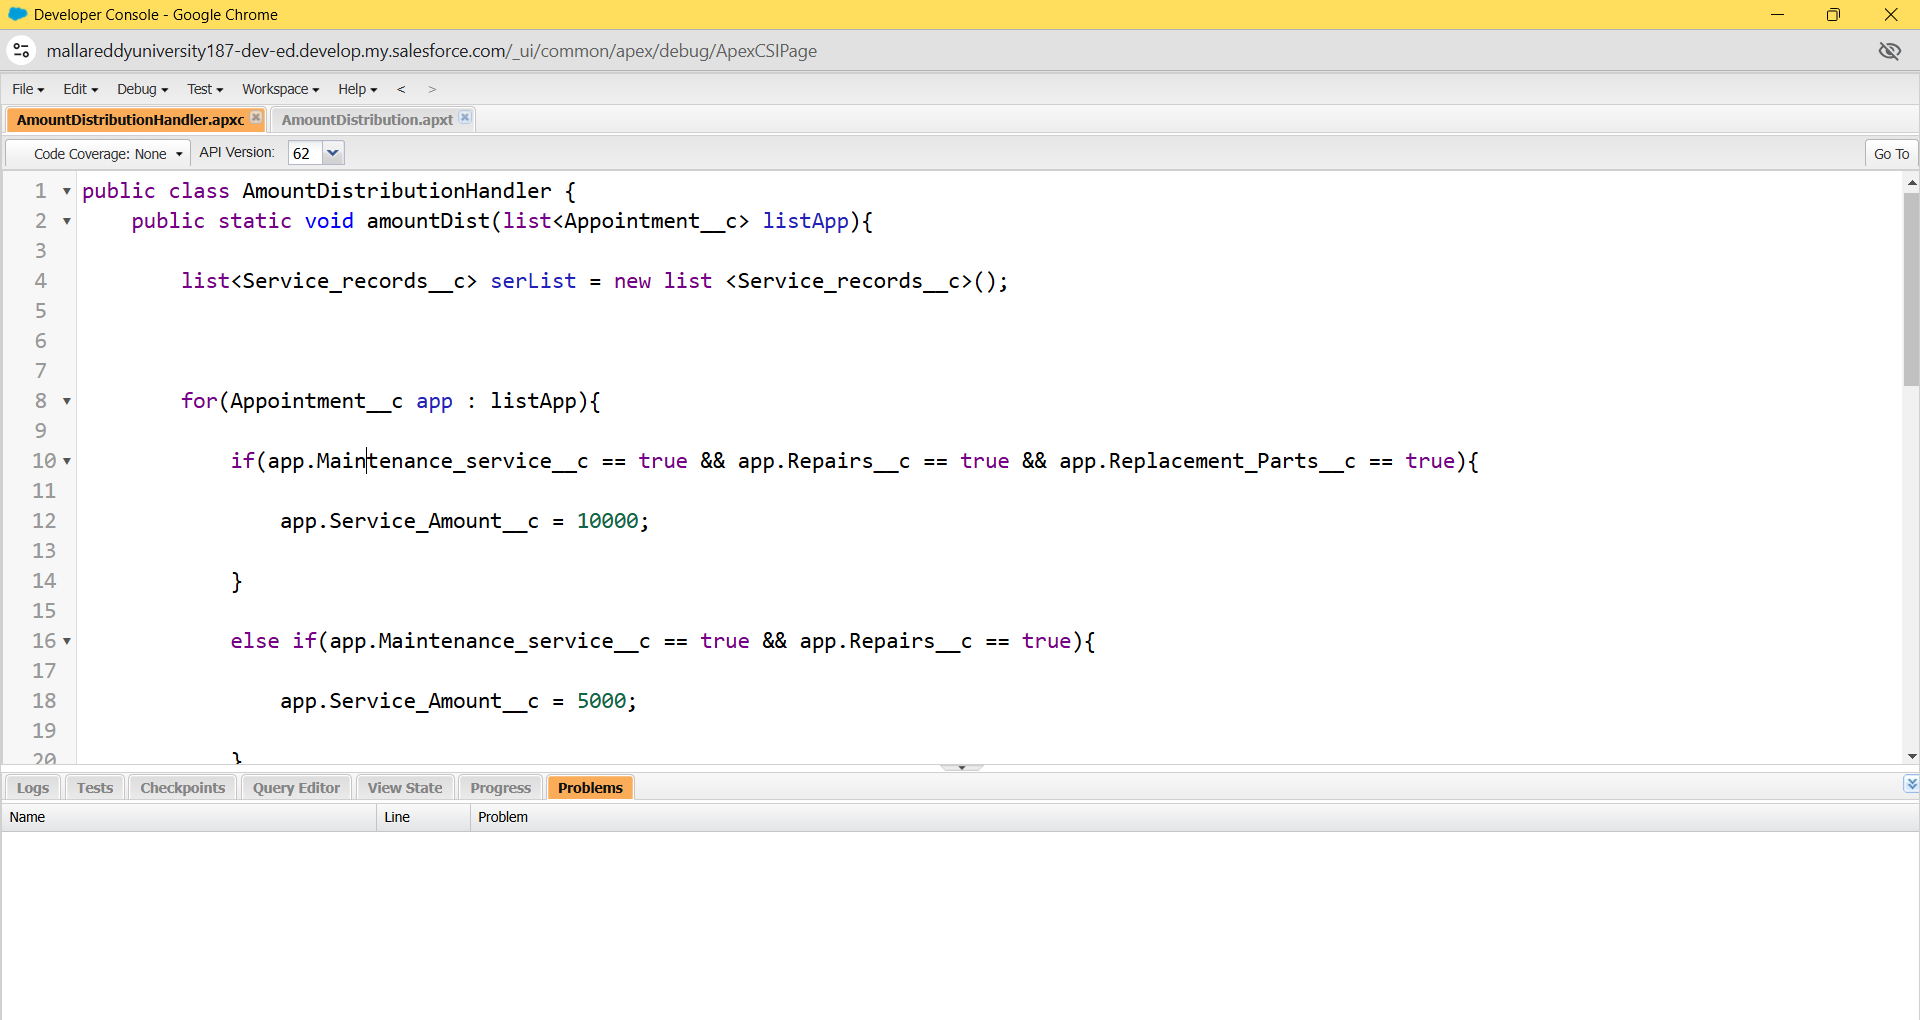 Developer Console - Google Chrome
mallareddyuniversity187-dev-ed.develop.my.salesforce.com/_ui/common/apex/debug/ApexCSIPage
File Edit Debug Test Workspace Help < >
AmountDistributionHandler.apxc AmountDistribution.apxt
Code Coverage: None API Version: 62 Go To
1 public class AmountDistributionHandler {
2 public static void amountDist(list<Appointment__c> listApp){
3
4 list<Service_records__c> serList = new list <Service_records__c>();
5
6
7
8 for(Appointment__c app : listApp){
9
10 if(app.Maintenance_service__c == true && app.Repairs__c == true && app.Replacement_Parts__c == true){
11
12 app.Service_Amount__c = 10000;
13
14 }
15
16 else if(app.Maintenance_service__c == true && app.Repairs__c == true){
17
18 app.Service_Amount__c = 5000;
19
20 }
Logs Tests Checkpoints Query Editor View State Progress Problems
Name Line Problem